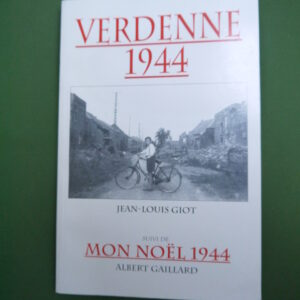 VERDENNE
1944
JEAN-LOUIS GIOT
SUIVI DE
MON NOËL 1944
ALBERT GAILLARD